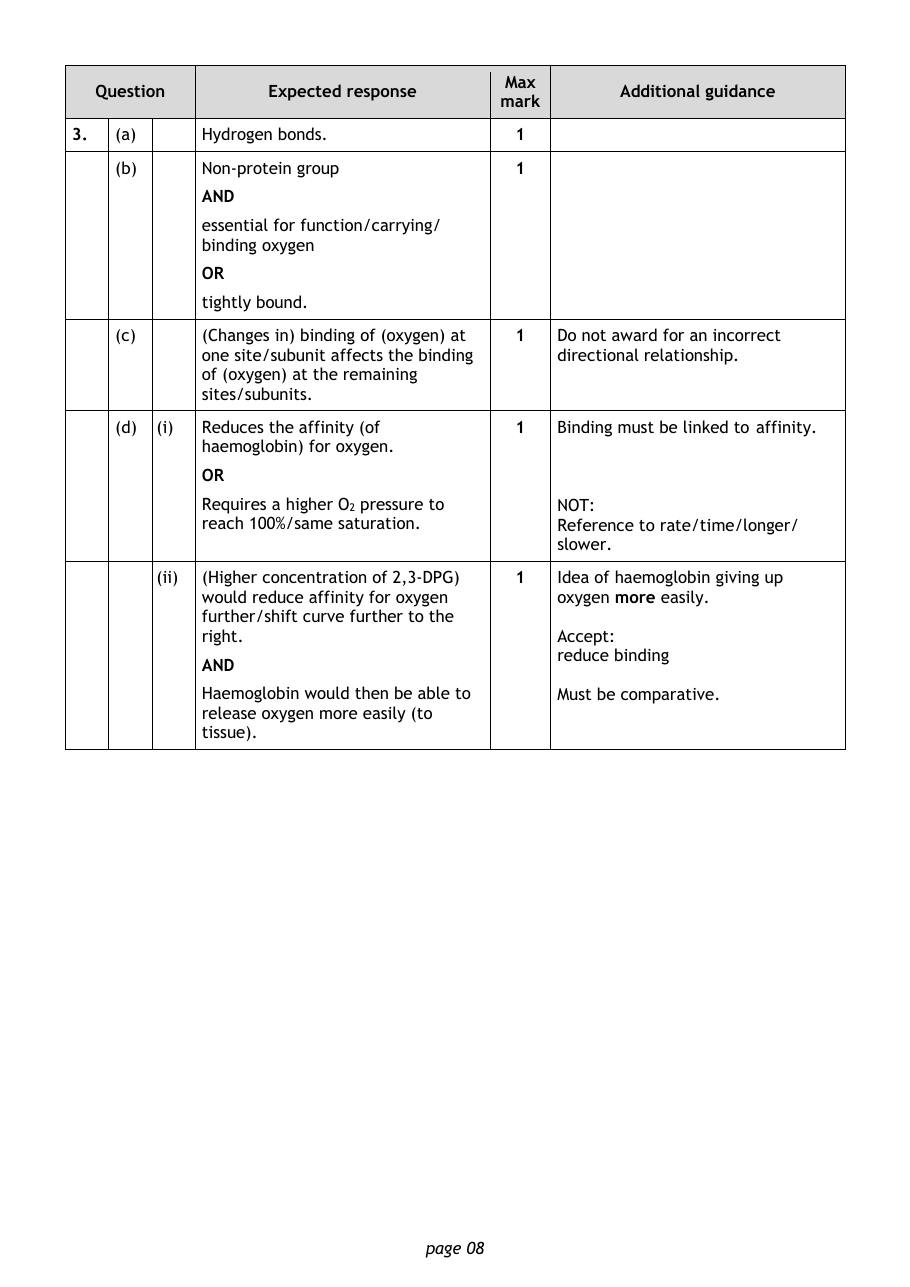 Question Expected response Max mark Additional guidance
3. (a) Hydrogen bonds. 1
(b) Non-protein group 1
AND
essential for function/carrying/
binding oxygen
OR
tightly bound.
(c) (Changes in) binding of (oxygen) at 1 Do not award for an incorrect
one site/subunit affects the binding directional relationship.
of (oxygen) at the remaining
sites/subunits.
(d) (i) Reduces the affinity (of 1 Binding must be linked to affinity.
haemoglobin) for oxygen.
OR
Requires a higher O₂ pressure to NOT:
reach 100%/same saturation. Reference to rate/time/longer/
slower.
(ii) (Higher concentration of 2,3-DPG) 1 Idea of haemoglobin giving up
would reduce affinity for oxygen oxygen more easily.
further/shift curve further to the
right. Accept:
reduce binding
AND
Haemoglobin would then be able to Must be comparative.
release oxygen more easily (to
tissue).
page 08